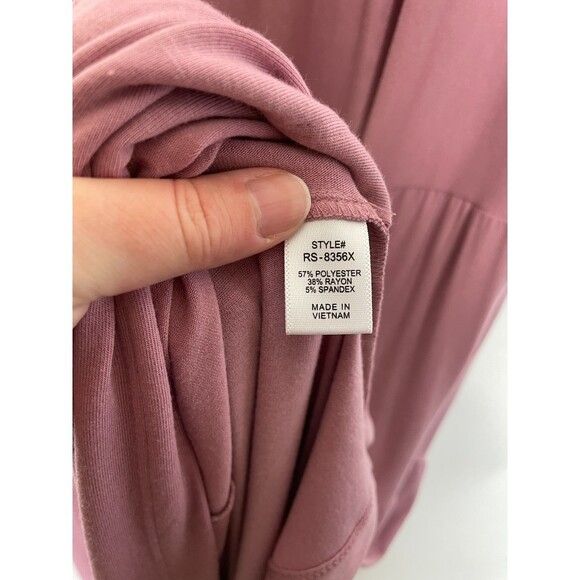 STYLE#
RS-8356X
57% POLYESTER
38% RAYON
5% SPANDEX
MADE IN
VIETNAM